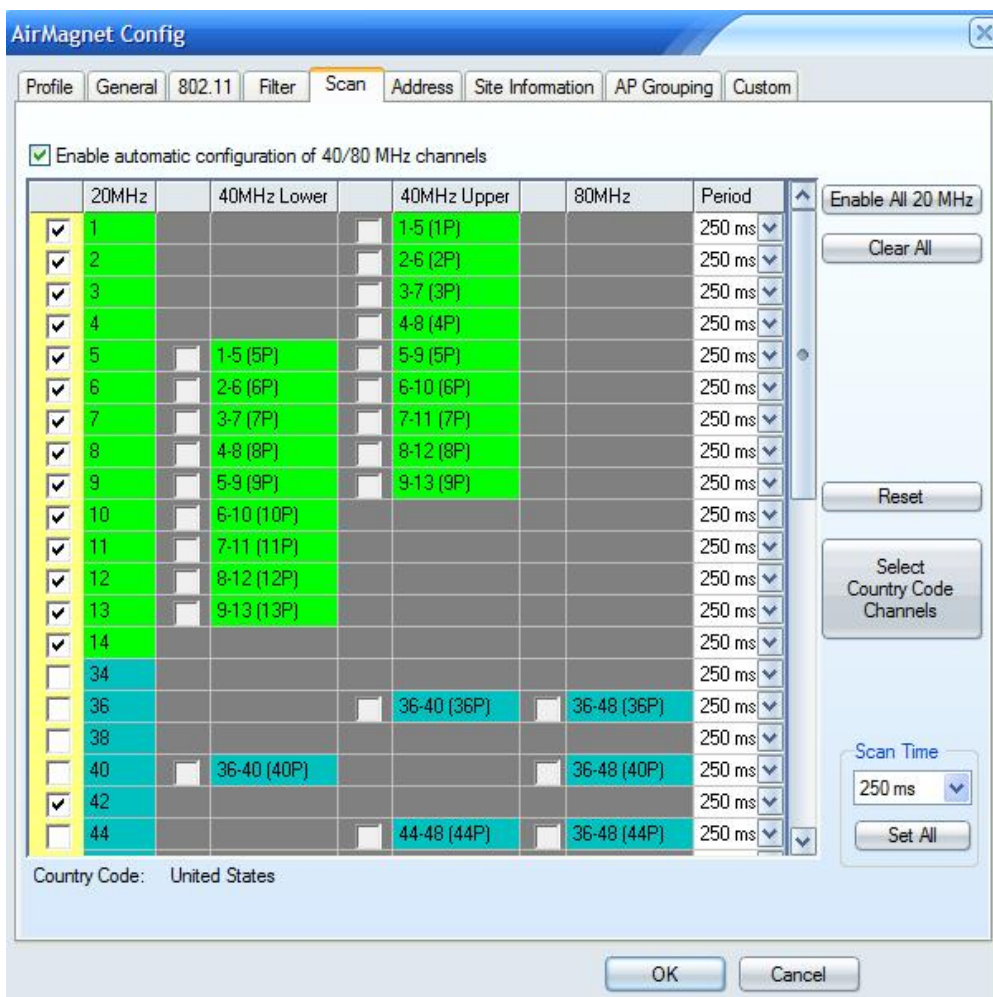 AirMagnet Config
Profile General 802.11 Filter Scan Address Site Information AP Grouping Custom
Enable automatic configuration of 40/80 MHz channels
20MHz 40MHz Lower 40MHz Upper 80MHz Period
1 1-5 (1P) 250 ms
2 2-6 (2P) 250 ms
3 3-7 (3P) 250 ms
4 4-8 (4P) 250 ms
5 1-5 (5P) 5-9 (5P) 250 ms
6 2-6 (6P) 6-10 (6P) 250 ms
7 3-7 (7P) 7-11 (7P) 250 ms
8 4-8 (8P) 8-12 (8P) 250 ms
9 5-9 (9P) 9-13 (9P) 250 ms
10 6-10 (10P) 250 ms
11 7-11 (11P) 250 ms
12 8-12 (12P) 250 ms
13 9-13 (13P) 250 ms
14 250 ms
34 250 ms
36 36-40 (36P) 36-48 (36P) 250 ms
38 250 ms
40 36-40 (40P) 36-48 (40P) 250 ms
42 250 ms
44 44-48 (44P) 36-48 (44P) 250 ms
Enable All 20 MHz
Clear All
Reset
Select
Country Code
Channels
Scan Time
250 ms
Set All
Country Code: United States
OK Cancel